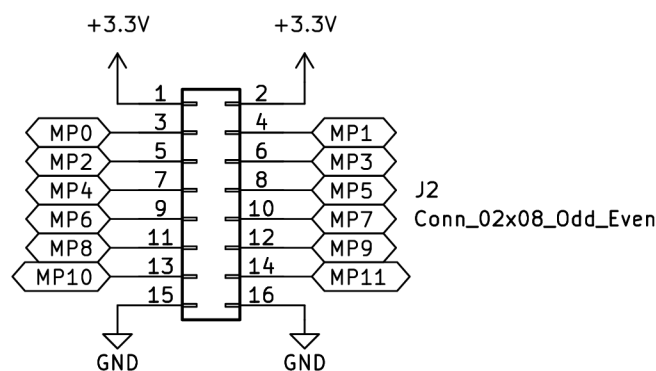 +3.3V +3.3V
1 2
MP0 3 4 MP1
MP2 5 6 MP3
MP4 7 8 MP5 J2
MP6 9 10 MP7 Conn_02x08_Odd_Even
MP8 11 12 MP9
MP10 13 14 MP11
15 16
GND GND